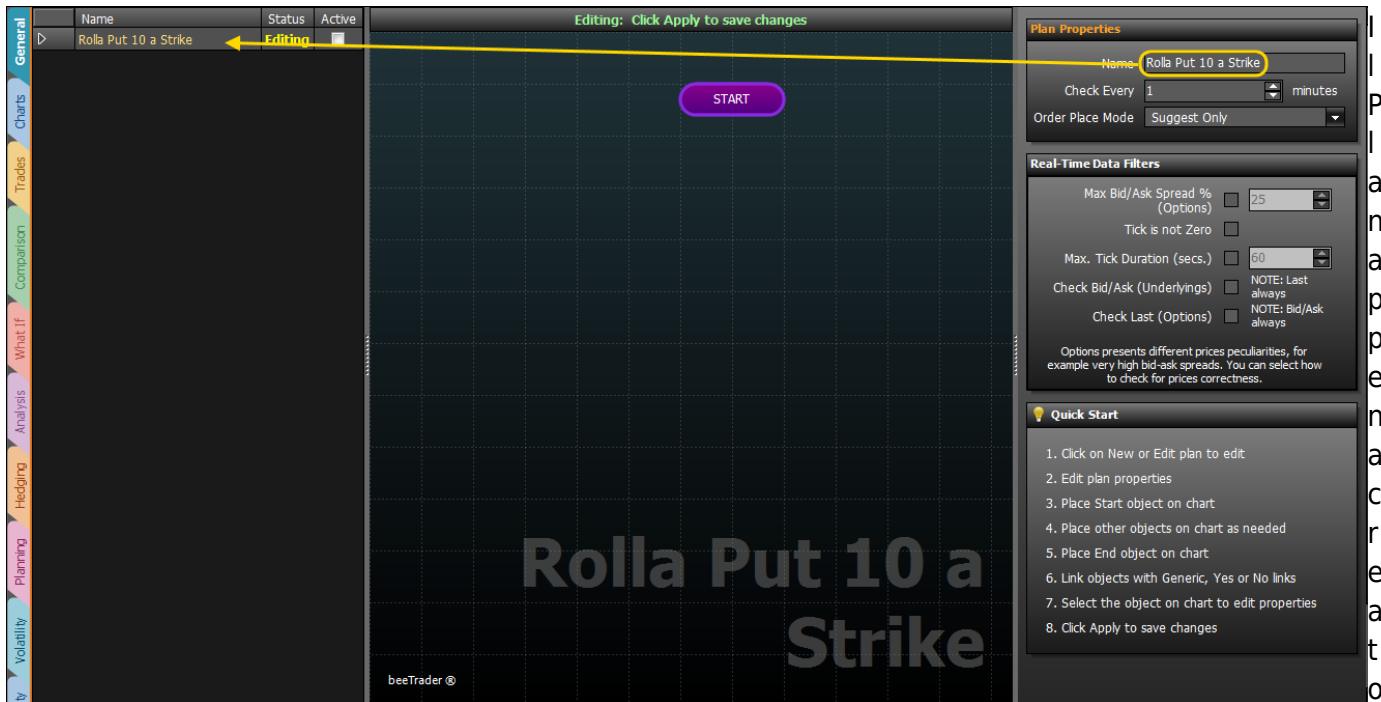 General
Charts
Trades
Comparison
What If
Analysis
Hedging
Planning
Volatility
ty
Name Status Active
Rolla Put 10 a Strike Editing
Editing: Click Apply to save changes
START
Rolla Put 10 a
Strike
beeTrader ®
Plan Properties
Name Rolla Put 10 a Strike
Check Every 1 minutes
Order Place Mode Suggest Only
Real-Time Data Filters
Max Bid/Ask Spread % 25
(Options)
Tick is not Zero
Max. Tick Duration (secs.) 60
Check Bid/Ask (Underlyings) NOTE: Last
always
Check Last (Options) NOTE: Bid/Ask
always
Options presents different prices peculiarities, for
example very high bid-ask spreads. You can select how
to check for prices correctness.
Quick Start
1. Click on New or Edit plan to edit
2. Edit plan properties
3. Place Start object on chart
4. Place other objects on chart as needed
5. Place End object on chart
6. Link objects with Generic, Yes or No links
7. Select the object on chart to edit properties
8. Click Apply to save changes
I
l
P
l
a
n
a
p
p
e
n
a
c
r
e
a
t
o